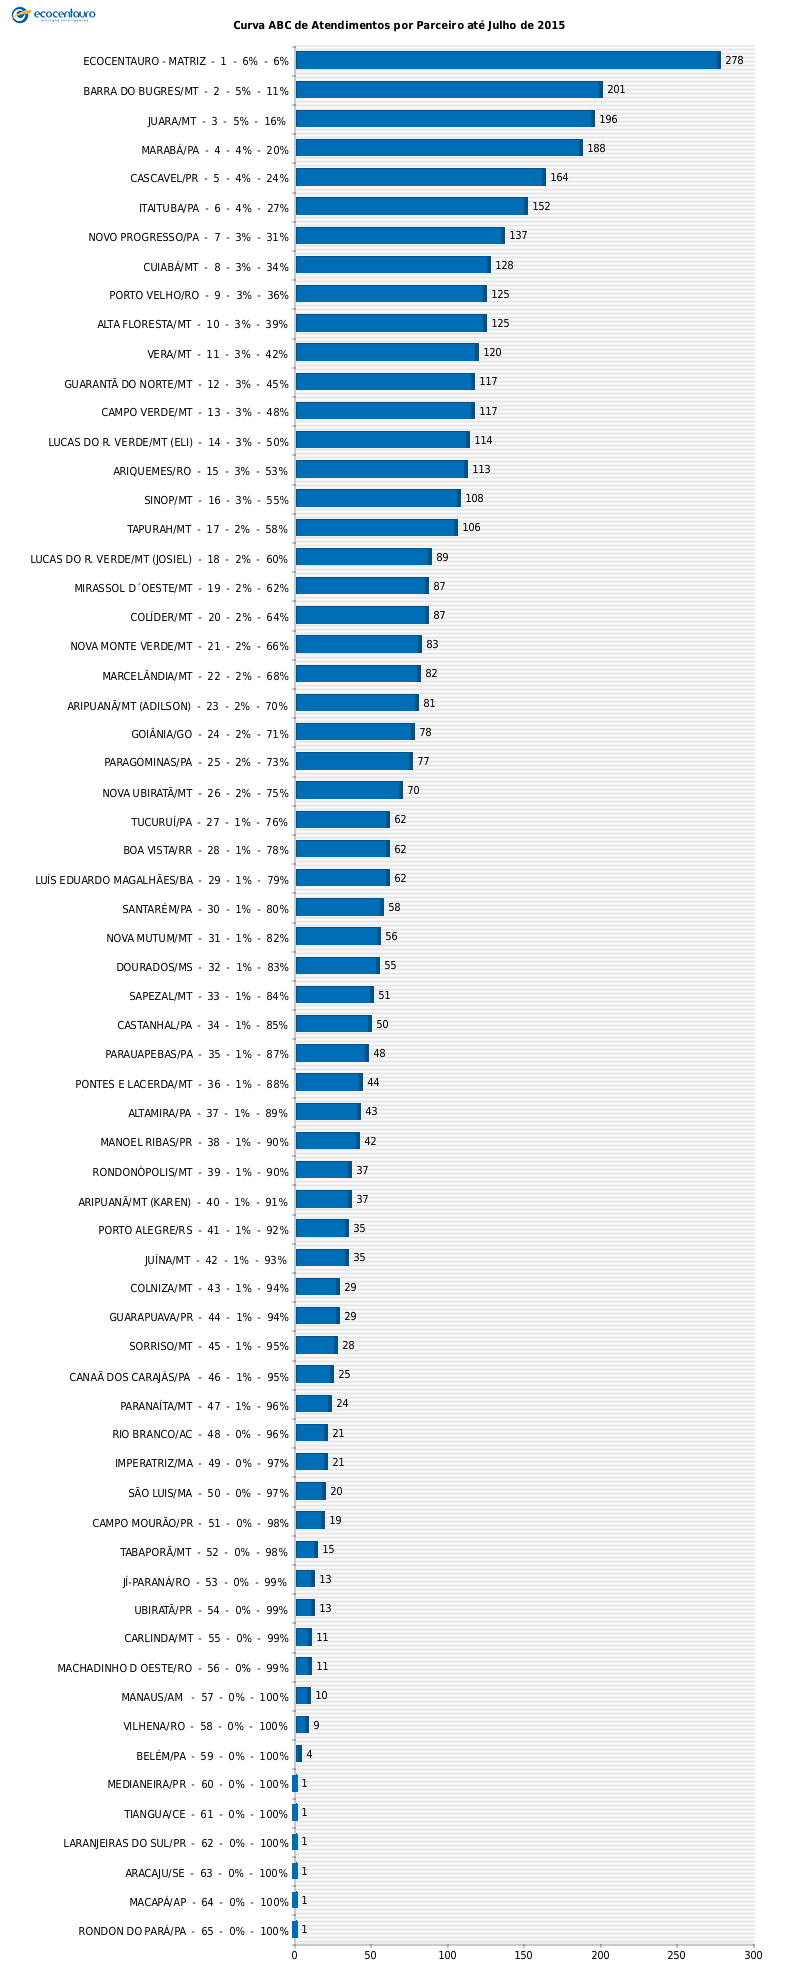 ecocentauro
Curva ABC de Atendimentos por Parceiro até Julho de 2015
ECOCENTAURO - MATRIZ - 1 - 6% - 6% 278
BARRA DO BUGRES/MT - 2 - 5% - 11% 201
JUARA/MT - 3 - 5% - 16% 196
MARABÁ/PA - 4 - 4% - 20% 188
CASCAVEL/PR - 5 - 4% - 24% 164
ITAITUBA/PA - 6 - 4% - 27% 152
NOVO PROGRESSO/PA - 7 - 3% - 31% 137
CUIABÁ/MT - 8 - 3% - 34% 128
PORTO VELHO/RO - 9 - 3% - 36% 125
ALTA FLORESTA/MT - 10 - 3% - 39% 125
VERA/MT - 11 - 3% - 42% 120
GUARANTÃ DO NORTE/MT - 12 - 3% - 45% 117
CAMPO VERDE/MT - 13 - 3% - 48% 117
LUCAS DO R. VERDE/MT (ELI) - 14 - 3% - 50% 114
ARIQUEMES/RO - 15 - 3% - 53% 113
SINOP/MT - 16 - 3% - 55% 108
TAPURAH/MT - 17 - 2% - 58% 106
LUCAS DO R. VERDE/MT (JOSIEL) - 18 - 2% - 60% 89
MIRASSOL D´OESTE/MT - 19 - 2% - 62% 87
COLÍDER/MT - 20 - 2% - 64% 87
NOVA MONTE VERDE/MT - 21 - 2% - 66% 83
MARCELÂNDIA/MT - 22 - 2% - 68% 82
ARIPUANÃ/MT (ADILSON) - 23 - 2% - 70% 81
GOIÂNIA/GO - 24 - 2% - 71% 78
PARAGOMINAS/PA - 25 - 2% - 73% 77
NOVA UBIRATÃ/MT - 26 - 2% - 75% 70
TUCURUÍ/PA - 27 - 1% - 76% 62
BOA VISTA/RR - 28 - 1% - 78% 62
LUÍS EDUARDO MAGALHÃES/BA - 29 - 1% - 79% 62
SANTARÉM/PA - 30 - 1% - 80% 58
NOVA MUTUM/MT - 31 - 1% - 82% 56
DOURADOS/MS - 32 - 1% - 83% 55
SAPEZAL/MT - 33 - 1% - 84% 51
CASTANHAL/PA - 34 - 1% - 85% 50
PARAUAPEBAS/PA - 35 - 1% - 87% 48
PONTES E LACERDA/MT - 36 - 1% - 88% 44
ALTAMIRA/PA - 37 - 1% - 89% 43
MANOEL RIBAS/PR - 38 - 1% - 90% 42
RONDONÓPOLIS/MT - 39 - 1% - 90% 37
ARIPUANÃ/MT (KAREN) - 40 - 1% - 91% 37
PORTO ALEGRE/RS - 41 - 1% - 92% 35
JUÍNA/MT - 42 - 1% - 93% 35
COLNIZA/MT - 43 - 1% - 94% 29
GUARAPUAVA/PR - 44 - 1% - 94% 29
SORRISO/MT - 45 - 1% - 95% 28
CANAÃ DOS CARAJÁS/PA - 46 - 1% - 95% 25
PARANAÍTA/MT - 47 - 1% - 96% 24
RIO BRANCO/AC - 48 - 0% - 96% 21
IMPERATRIZ/MA - 49 - 0% - 97% 21
SÃO LUIS/MA - 50 - 0% - 97% 20
CAMPO MOURÃO/PR - 51 - 0% - 98% 19
TABAPORÃ/MT - 52 - 0% - 98% 15
JÍ-PARANÁ/RO - 53 - 0% - 99% 13
UBIRATÃ/PR - 54 - 0% - 99% 13
CARLINDA/MT - 55 - 0% - 99% 11
MACHADINHO D OESTE/RO - 56 - 0% - 99% 11
MANAUS/AM - 57 - 0% - 100% 10
VILHENA/RO - 58 - 0% - 100% 9
BELÉM/PA - 59 - 0% - 100% 4
MEDIANEIRA/PR - 60 - 0% - 100% 1
TIANGUA/CE - 61 - 0% - 100% 1
LARANJEIRAS DO SUL/PR - 62 - 0% - 100% 1
ARACAJU/SE - 63 - 0% - 100% 1
MACAPÁ/AP - 64 - 0% - 100% 1
RONDON DO PARÁ/PA - 65 - 0% - 100% 1
0 50 100 150 200 250 300